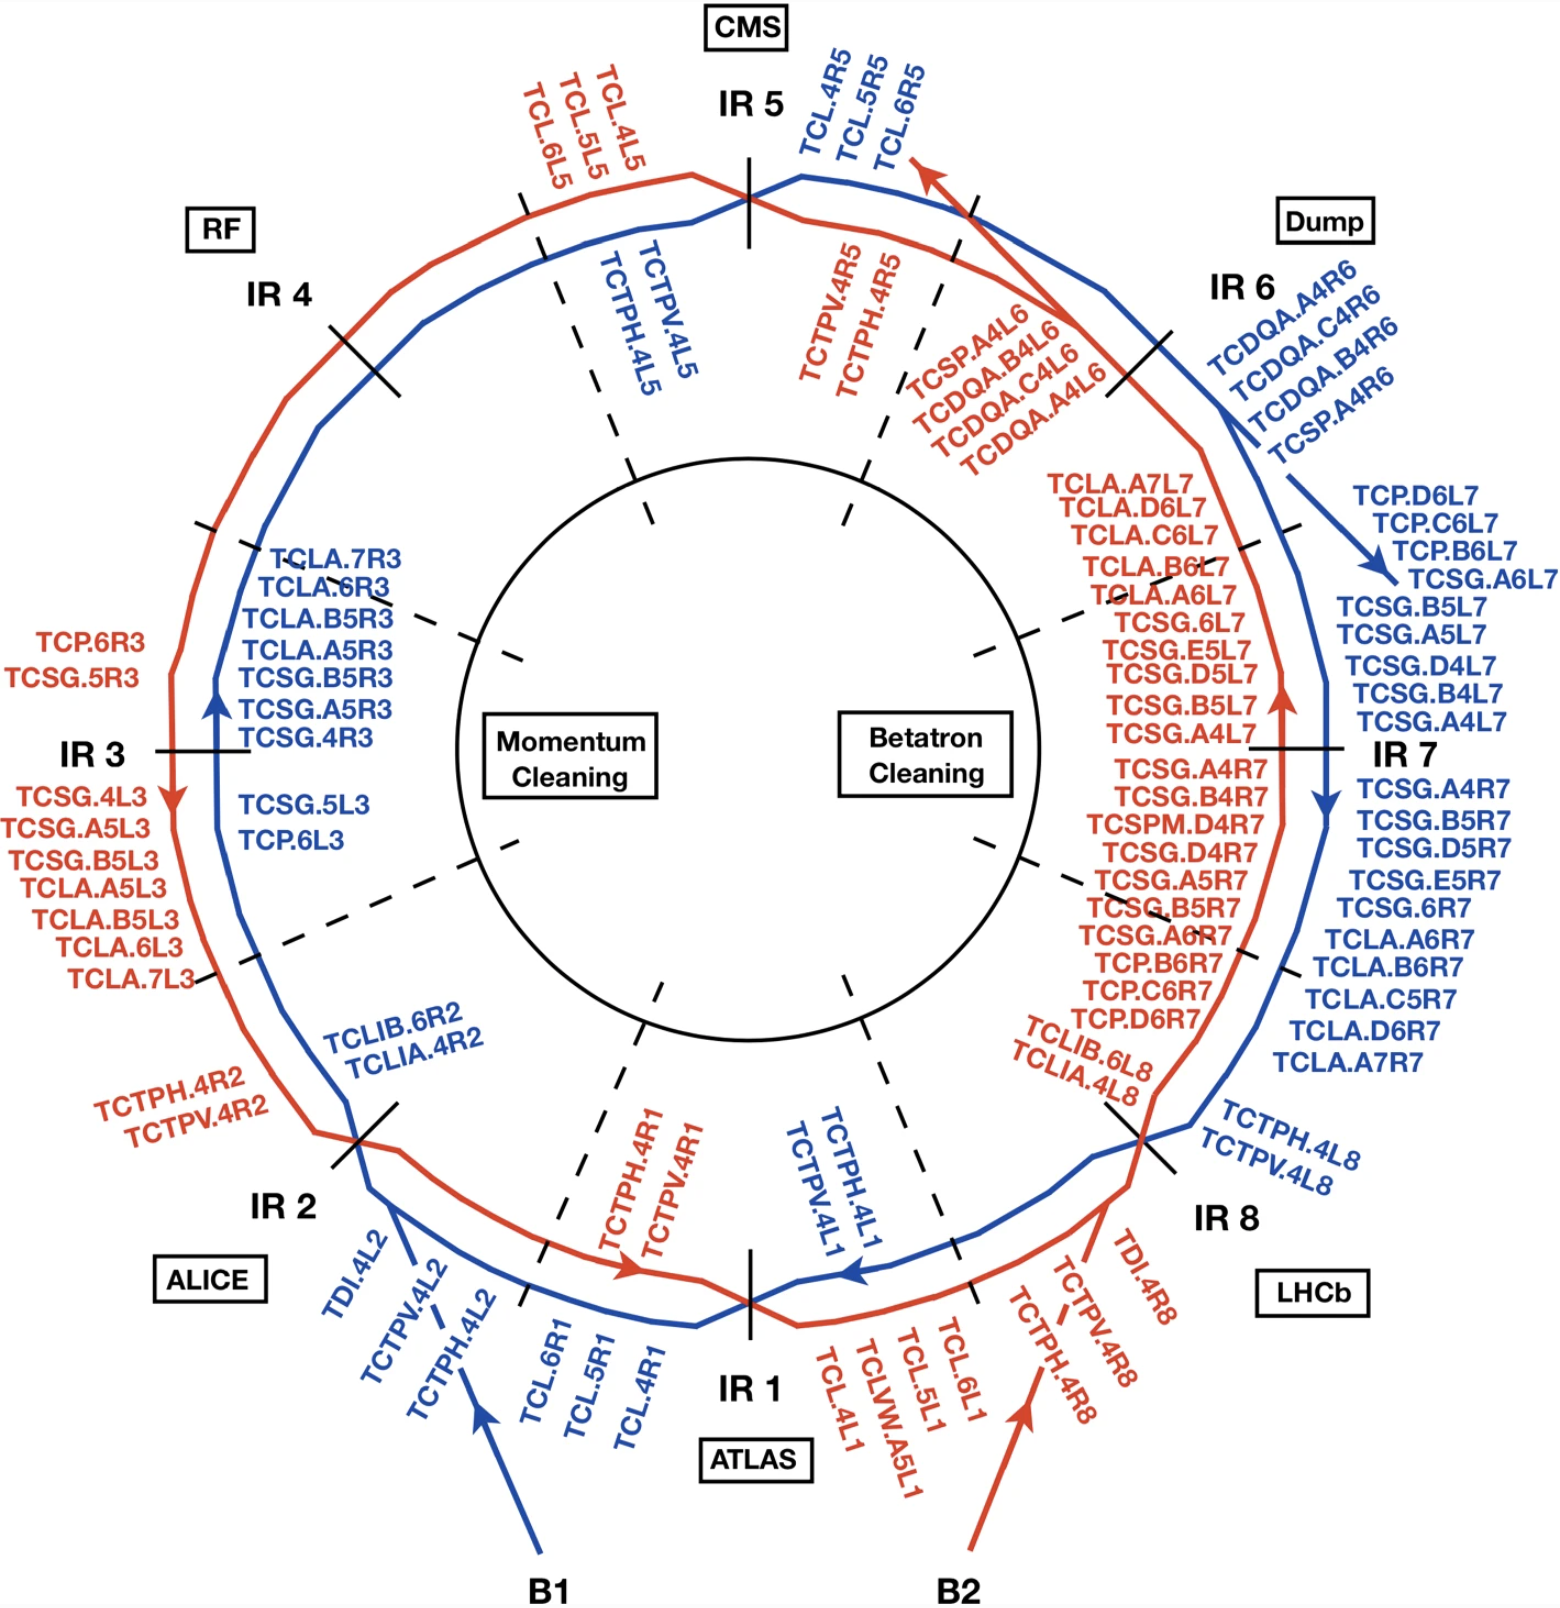 CMS
IR 5
TCL.6L5
TCL.5L5
TCL.4L5
TCL.4R5
TCL.5R5
TCL.6R5
RF
IR 4
Dump
IR 6
TCTPH.4L5
TCTPV.4L5
TCTPV.4R5
TCTPH.4R5
TCSP.A4L6
TCDQA.B4L6
TCDQA.C4L6
TCDQA.A4L6
TCDQA.A4R6
TCDQA.C4R6
TCDQA.B4R6
TCSP.A4R6
TCLA.7R3
TCLA.6R3
TCLA.B5R3
TCLA.A5R3
TCSG.B5R3
TCSG.A5R3
TCSG.4R3
TCP.6R3
TCSG.5R3
IR 3
TCSG.4L3
TCSG.A5L3
TCSG.B5L3
TCLA.A5L3
TCLA.B5L3
TCLA.6L3
TCLA.7L3
TCSG.5L3
TCP.6L3
Momentum
Cleaning
Betatron
Cleaning
TCLA.A7L7
TCLA.D6L7
TCLA.C6L7
TCLA.B6L7
TCLA.A6L7
TCSG.6L7
TCSG.E5L7
TCSG.D5L7
TCSG.B5L7
TCSG.A4L7
TCSG.A4R7
TCSG.B4R7
TCSPM.D4R7
TCSG.D4R7
TCSG.A5R7
TCSG.B5R7
TCSG.A6R7
TCP.B6R7
TCP.C6R7
TCP.D6R7
TCP.D6L7
TCP.C6L7
TCP.B6L7
TCSG.A6L7
TCSG.B5L7
TCSG.A5L7
TCSG.D4L7
TCSG.B4L7
TCSG.A4L7
IR 7
TCSG.A4R7
TCSG.B5R7
TCSG.D5R7
TCSG.E5R7
TCSG.6R7
TCLA.A6R7
TCLA.B6R7
TCLA.C5R7
TCLA.D6R7
TCLA.A7R7
TCLIB.6R2
TCLIA.4R2
TCTPH.4R2
TCTPV.4R2
TCLIB.6L8
TCLIA.4L8
TCTPH.4L8
TCTPV.4L8
IR 2
ALICE
IR 8
LHCb
TCTPH.4R1
TCTPV.4R1
TCTPV.4L1
TCTPH.4L1
TDI.4L2
TCTPV.4L2
TCTPH.4L2
TCL.6R1
TCL.5R1
TCL.4R1
IR 1
ATLAS
TCL.4L1
TCLVW.A5L1
TCL.5L1
TCL.6L1
TCTPH.4R8
TCTPV.4R8
TDI.4R8
B1
B2